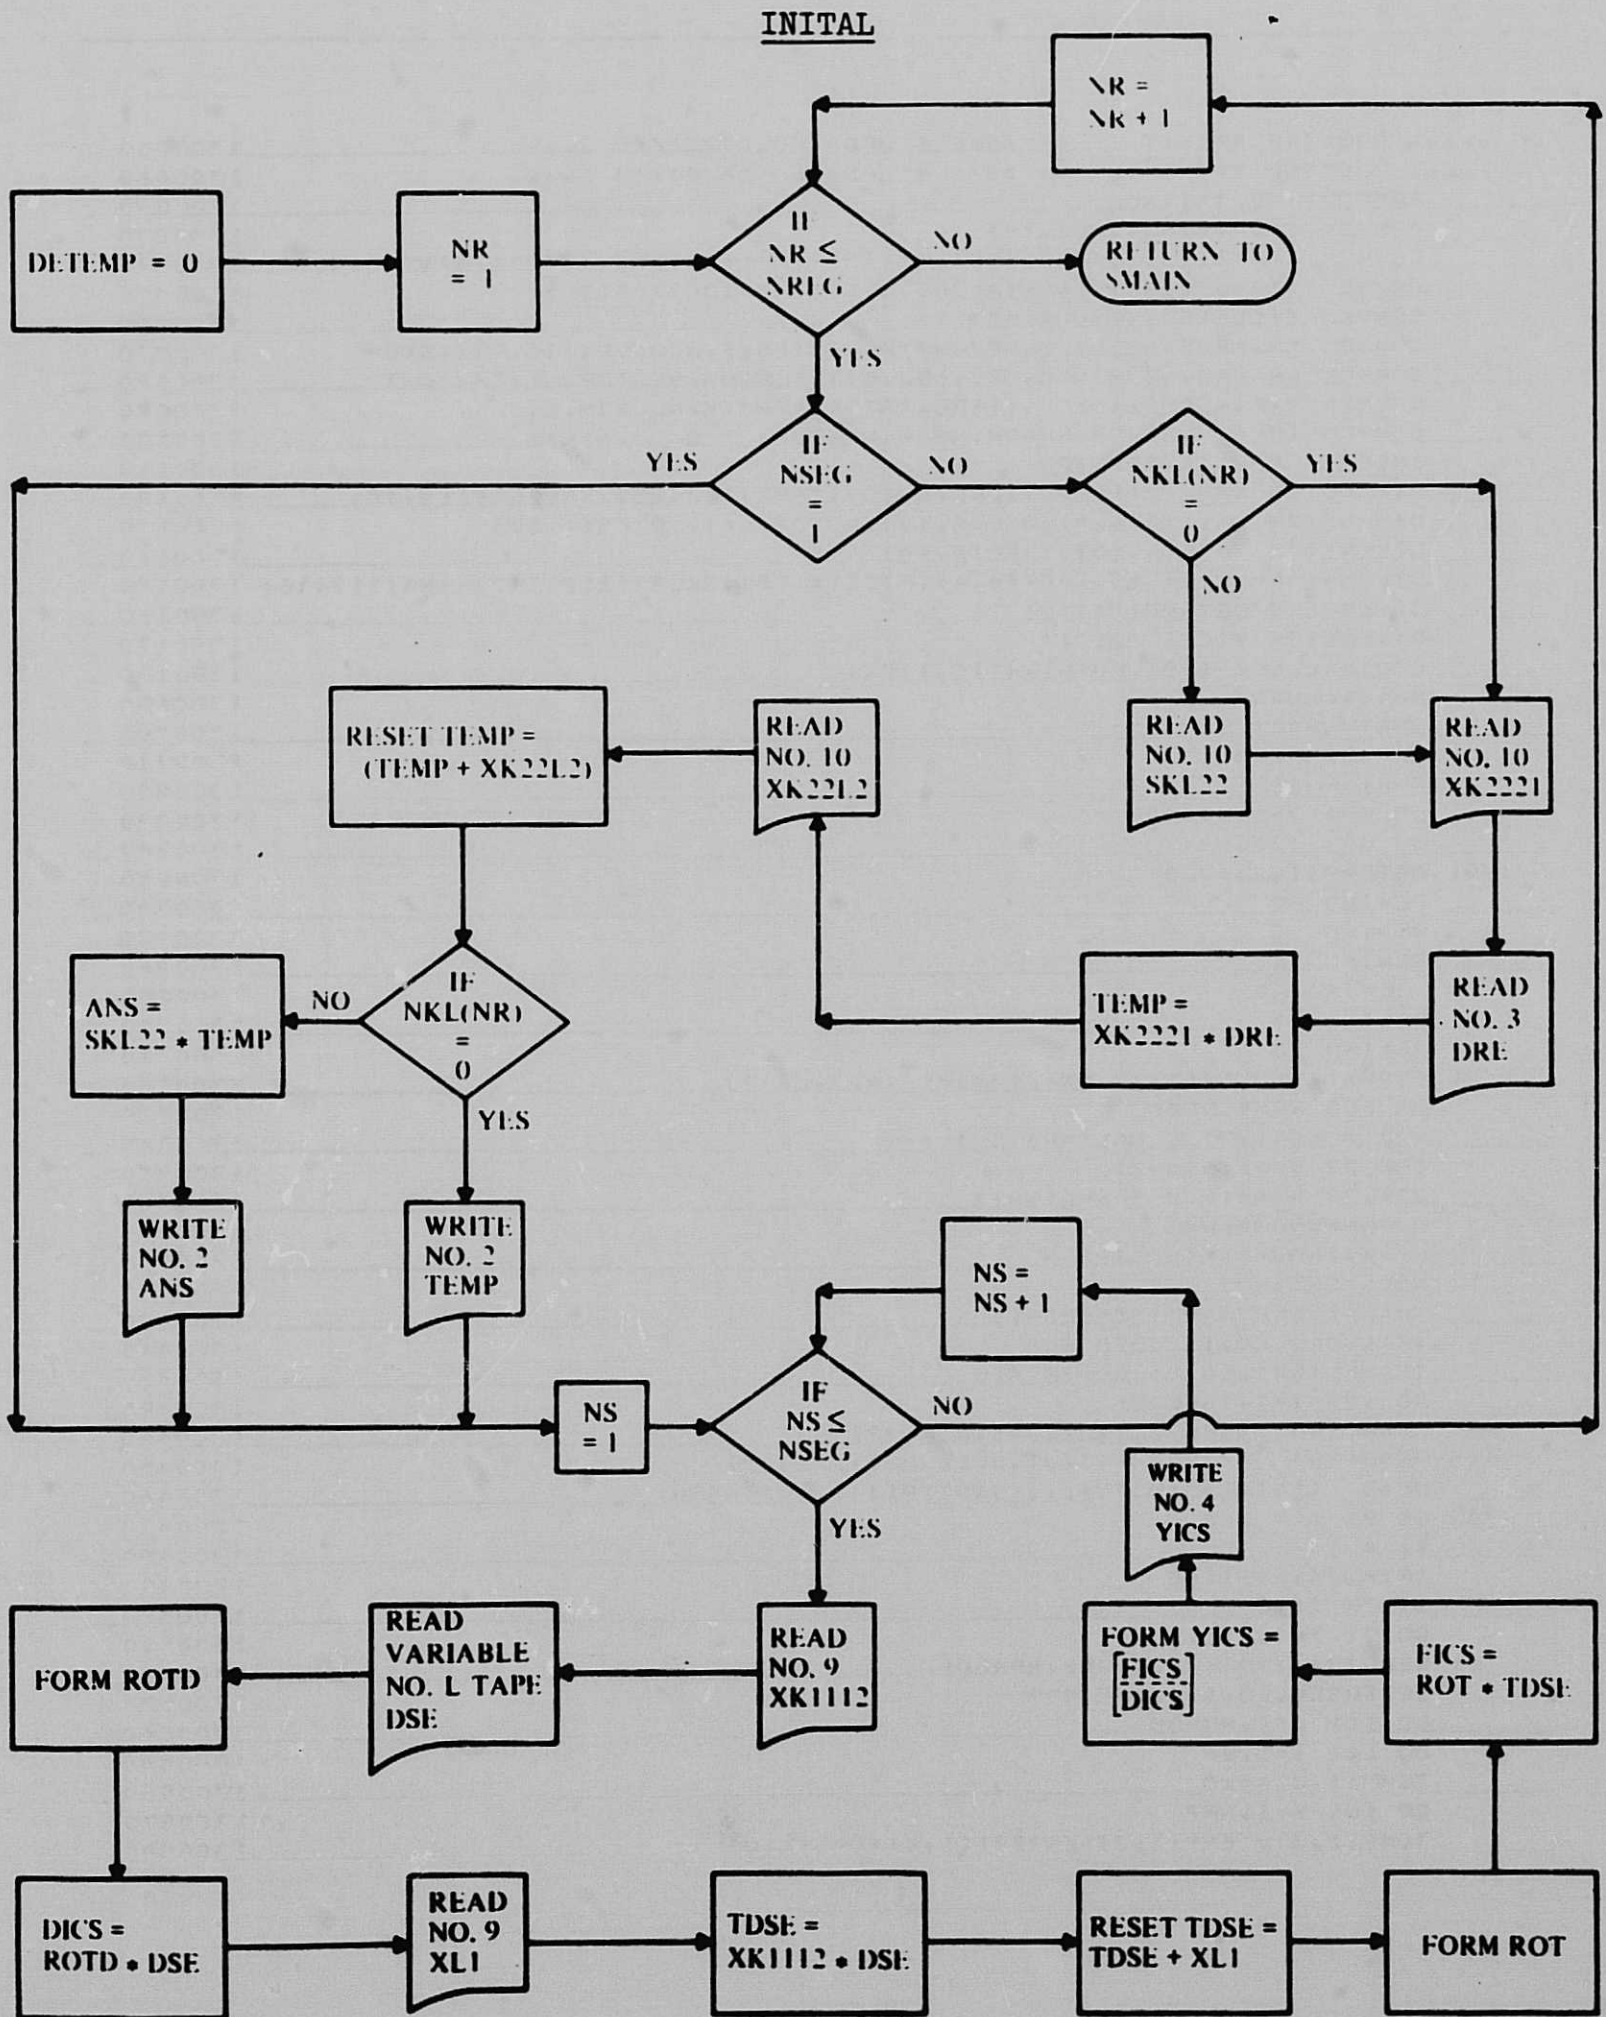 INITAL
NR =
NR + 1
DETEMP = 0
NR
= 1
IF
NR ≤
NREG
NO
RETURN TO
SMAIN
YES
YES
IF
NSEG
=
1
NO
IF
NKL(NR)
=
0
YES
NO
RESET TEMP =
(TEMP + XK22L2)
READ
NO. 10
XK22L2
READ
NO. 10
SKL22
READ
NO. 10
XK2221
ANS =
SKL22 * TEMP
NO
IF
NKL(NR)
=
0
YES
TEMP =
XK2221 * DRE
READ
NO. 3
DRE
WRITE
NO. 2
ANS
WRITE
NO. 2
TEMP
NS =
NS + 1
NS
= 1
IF
NS ≤
NSEG
NO
YES
WRITE
NO. 4
YICS
FORM ROTD
READ
VARIABLE
NO. L TAPE
DSE
READ
NO. 9
XK1112
FORM YICS =
[FICS
DICS]
FICS =
ROT * TDSE
DICS =
ROTD * DSE
READ
NO. 9
XL1
TDSE =
XK1112 * DSE
RESET TDSE =
TDSE + XL1
FORM ROT